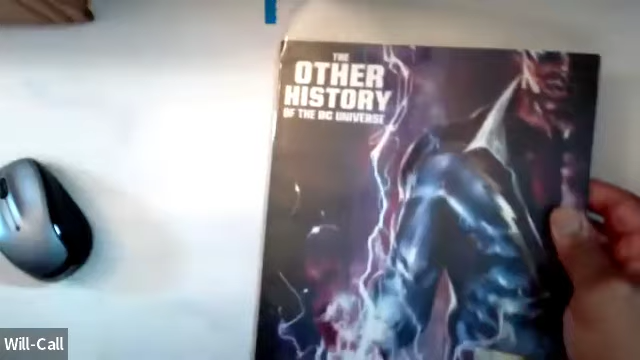 THE
OTHER
HISTORY
OF THE DC UNIVERSE
Will-Call